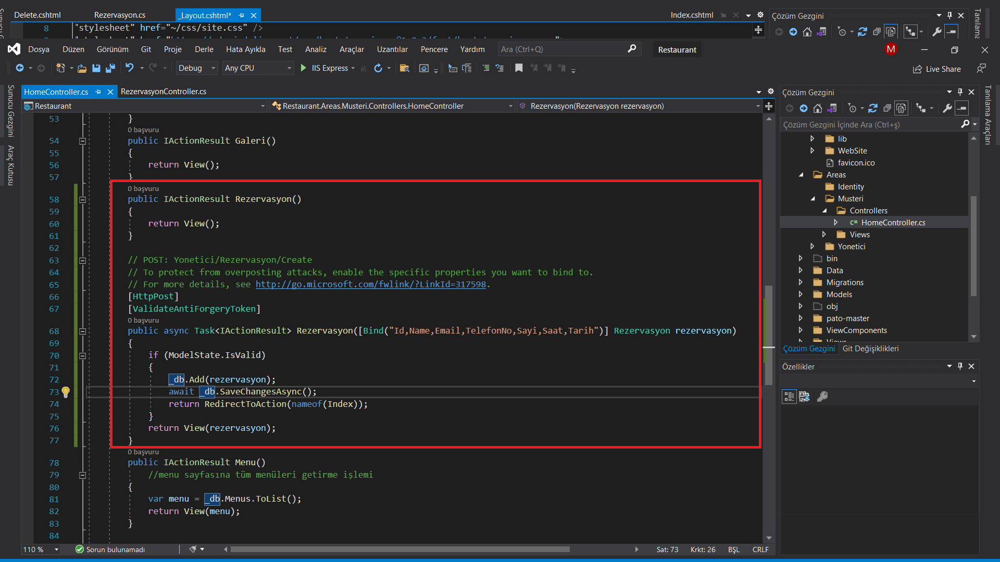 Delete.cshtml Rezervasyon.cs _Layout.cshtml* Index.cshtml
8 "stylesheet" href="~/css/site.css" />
Çözüm Gezgini
Dosya Düzen Görünüm Git Proje Derle Hata Ayıkla Test Analiz Araçlar Uzantılar Pencere Yardım Ara (Ctrl+Q) Restaurant M
Debug Any CPU IIS Express Live Share
Sunucu Gezgini
Araç Kutusu
HomeController.cs RezervasyonController.cs
Restaurant Restaurant.Areas.Musteri.Controllers.HomeController Rezervasyon(Rezervasyon rezervasyon)
53 }
0 başvuru
54 public IActionResult Galeri()
55 {
56 return View();
57 }
0 başvuru
58 public IActionResult Rezervasyon()
59 {
60 return View();
61 }
62
63 // POST: Yonetici/Rezervasyon/Create
64 // To protect from overposting attacks, enable the specific properties you want to bind to.
65 // For more details, see http://go.microsoft.com/fwlink/?LinkId=317598.
66 [HttpPost]
67 [ValidateAntiForgeryToken]
0 başvuru
68 public async Task<IActionResult> Rezervasyon([Bind("Id,Name,Email,TelefonNo,Sayi,Saat,Tarih")] Rezervasyon rezervasyon)
69 {
70 if (ModelState.IsValid)
71 {
72 _db.Add(rezervasyon);
73 await _db.SaveChangesAsync();
74 return RedirectToAction(nameof(Index));
75 }
76 return View(rezervasyon);
77 }
0 başvuru
78 public IActionResult Menu()
79 //menu sayfasına tüm menüleri getirme işlemi
80 {
81 var menu = _db.Menus.ToList();
82 return View(menu);
83 }
84
110 % Sorun bulunamadı Sat: 73 Krkt: 26 BŞL CRLF
Çözüm Gezgini
Çözüm Gezgini İçinde Ara (Ctrl+ş)
lib
WebSite
favicon.ico
Areas
Identity
Musteri
Controllers
C# HomeController.cs
Views
Yonetici
bin
Data
Migrations
Models
obj
pato-master
ViewComponents
Views
Çözüm Gezgini Git Değişiklikleri
Özellikler
Tanılama Araçları